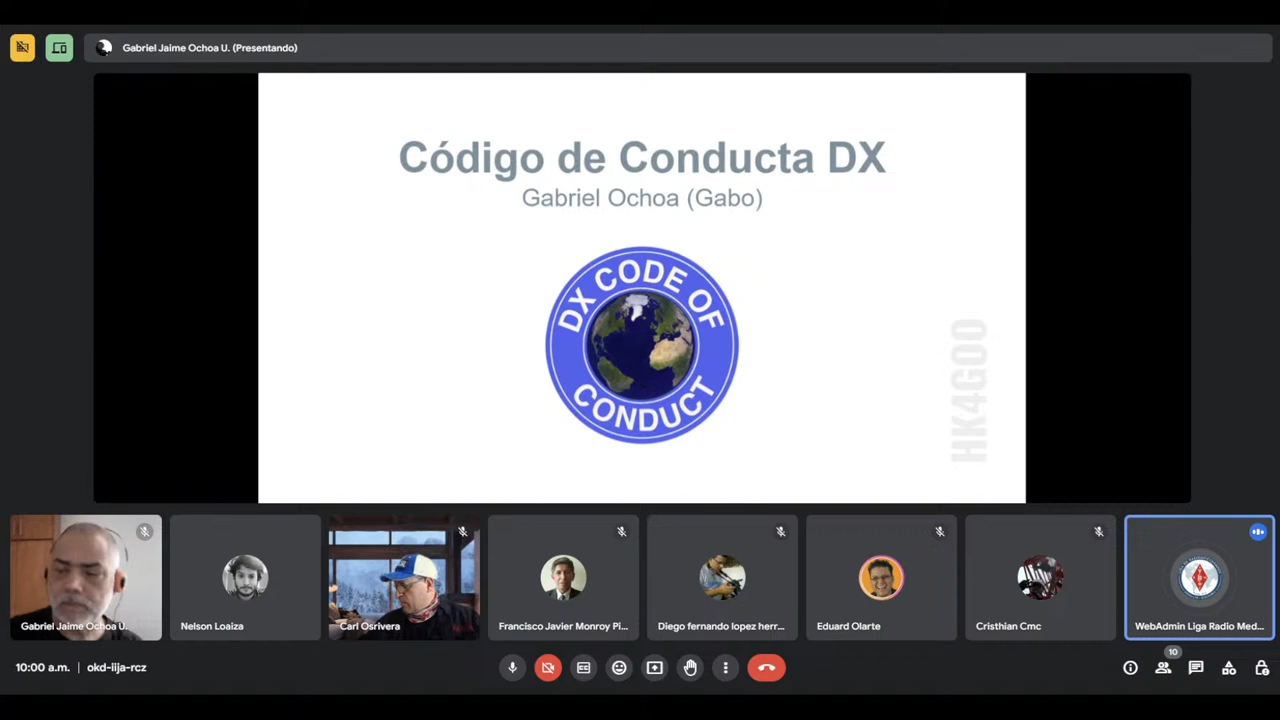 Gabriel Jaime Ochoa U. (Presentando)
Código de Conducta DX
Gabriel Ochoa (Gabo)
DX CODE OF
CONDUCT
HK4GOO
Gabriel Jaime Ochoa U.
Nelson Loaiza
Carl Osrivera
Francisco Javier Monroy Pi...
Diego fernando lopez herr...
Eduard Olarte
Cristhian Cmc
WebAdmin Liga Radio Med...
10:00 a.m. | okd-iija-rcz
10